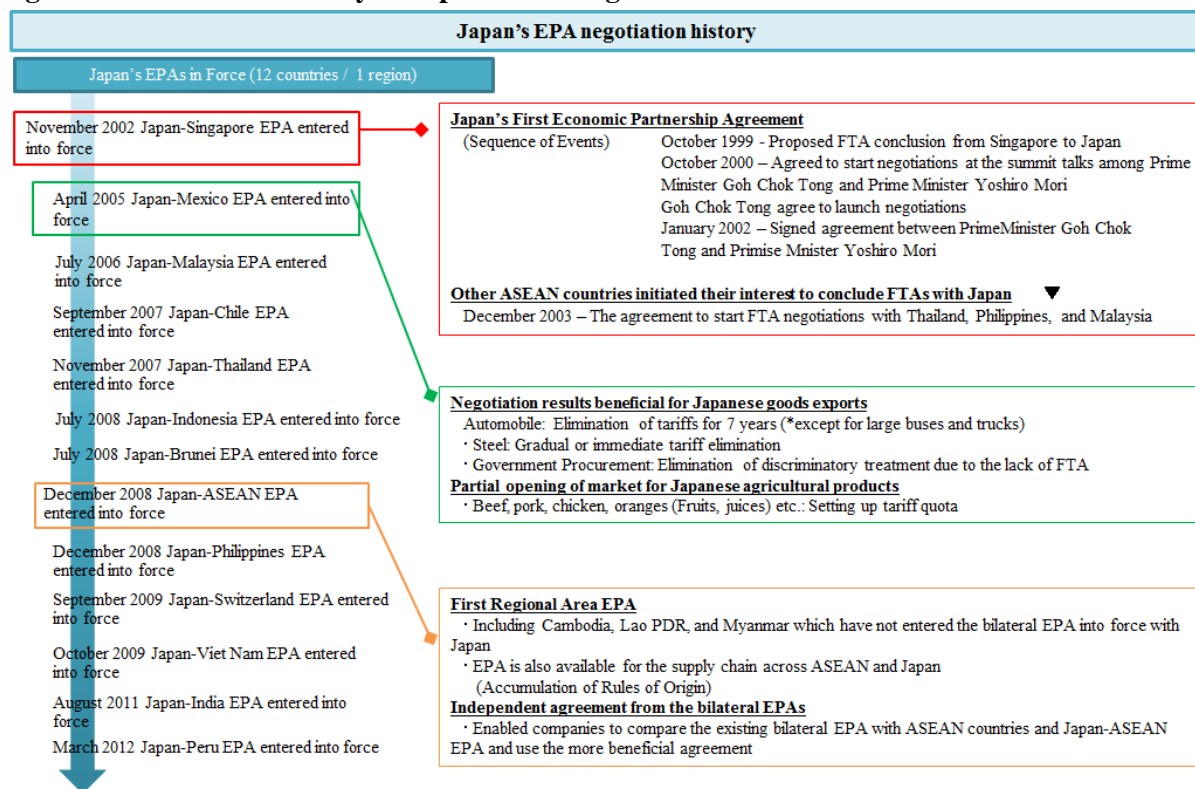 Japan's EPA negotiation history
Japan's EPAs in Force (12 countries / 1 region)
November 2002 Japan-Singapore EPA entered
into force
April 2005 Japan-Mexico EPA entered into
force
July 2006 Japan-Malaysia EPA entered
into force
September 2007 Japan-Chile EPA
entered into force
November 2007 Japan-Thailand EPA
entered into force
July 2008 Japan-Indonesia EPA entered into force
July 2008 Japan-Brunei EPA entered into force
December 2008 Japan-ASEAN EPA
entered into force
December 2008 Japan-Philippines EPA
entered into force
September 2009 Japan-Switzerland EPA entered
into force
October 2009 Japan-Viet Nam EPA entered
into force
August 2011 Japan-India EPA entered into
force
March 2012 Japan-Peru EPA entered into force
Japan's First Economic Partnership Agreement
(Sequence of Events) October 1999 - Proposed FTA conclusion from Singapore to Japan
October 2000 – Agreed to start negotiations at the summit talks among Prime
Minister Goh Chok Tong and Prime Minister Yoshiro Mori
Goh Chok Tong agree to launch negotiations
January 2002 – Signed agreement between PrimeMinister Goh Chok
Tong and Primise Mnister Yoshiro Mori
Other ASEAN countries initiated their interest to conclude FTAs with Japan ▼
December 2003 – The agreement to start FTA negotiations with Thailand, Philippines, and Malaysia
Negotiation results beneficial for Japanese goods exports
Automobile: Elimination of tariffs for 7 years (*except for large buses and trucks)
・Steel: Gradual or immediate tariff elimination
・Government Procurement: Elimination of discriminatory treatment due to the lack of FTA
Partial opening of market for Japanese agricultural products
・Beef, pork, chicken, oranges (Fruits, juices) etc.: Setting up tariff quota
First Regional Area EPA
・Including Cambodia, Lao PDR, and Myanmar which have not entered the bilateral EPA into force with
Japan
・EPA is also available for the supply chain across ASEAN and Japan
(Accumulation of Rules of Origin)
Independent agreement from the bilateral EPAs
・Enabled companies to compare the existing bilateral EPA with ASEAN countries and Japan-ASEAN
EPA and use the more beneficial agreement